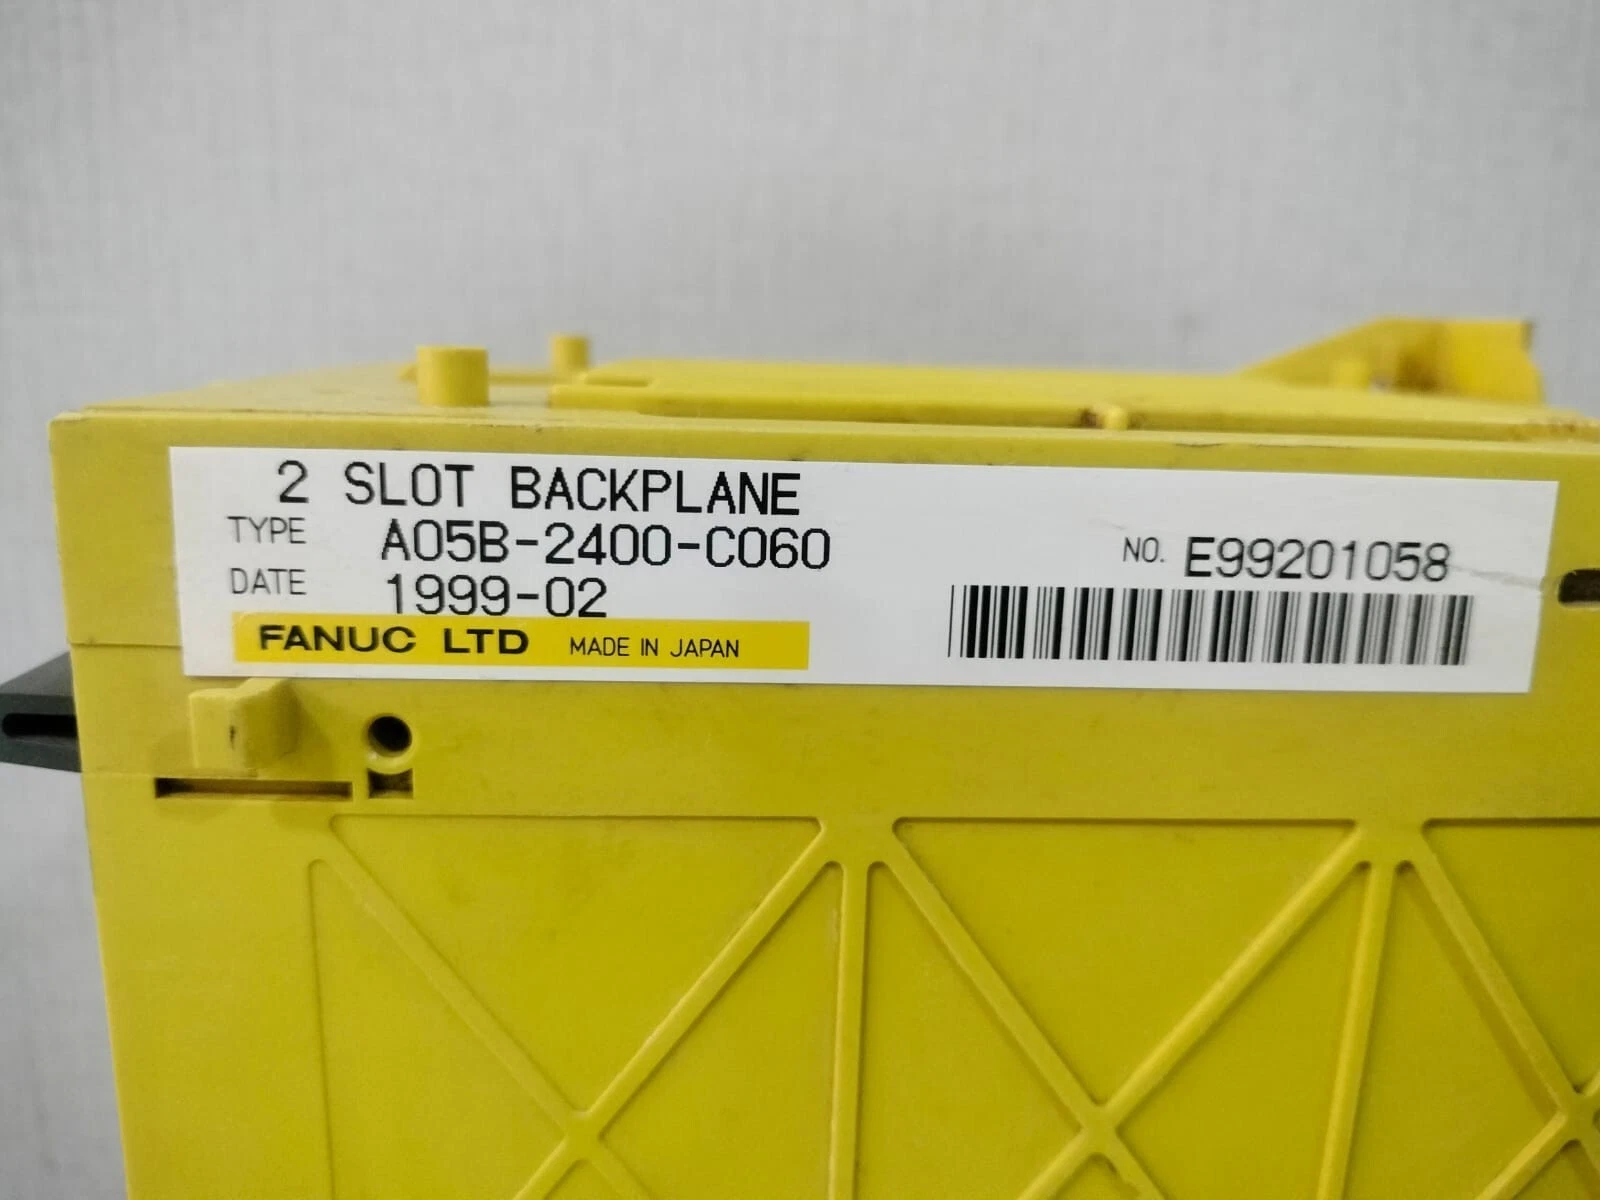 2 SLOT BACKPLANE
TYPE A05B-2400-C060
DATE 1999-02
FANUC LTD MADE IN JAPAN
NO. E99201058